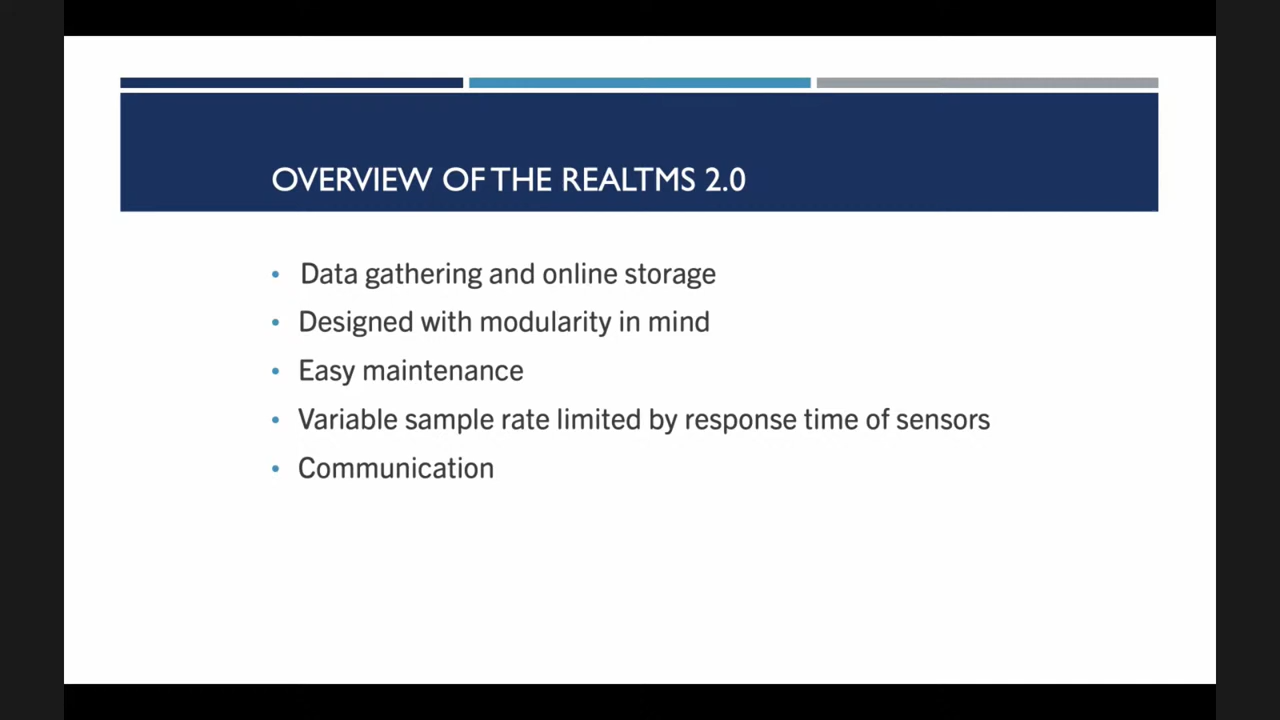 OVERVIEW OF THE REALTMS 2.0
• Data gathering and online storage
• Designed with modularity in mind
• Easy maintenance
• Variable sample rate limited by response time of sensors
• Communication